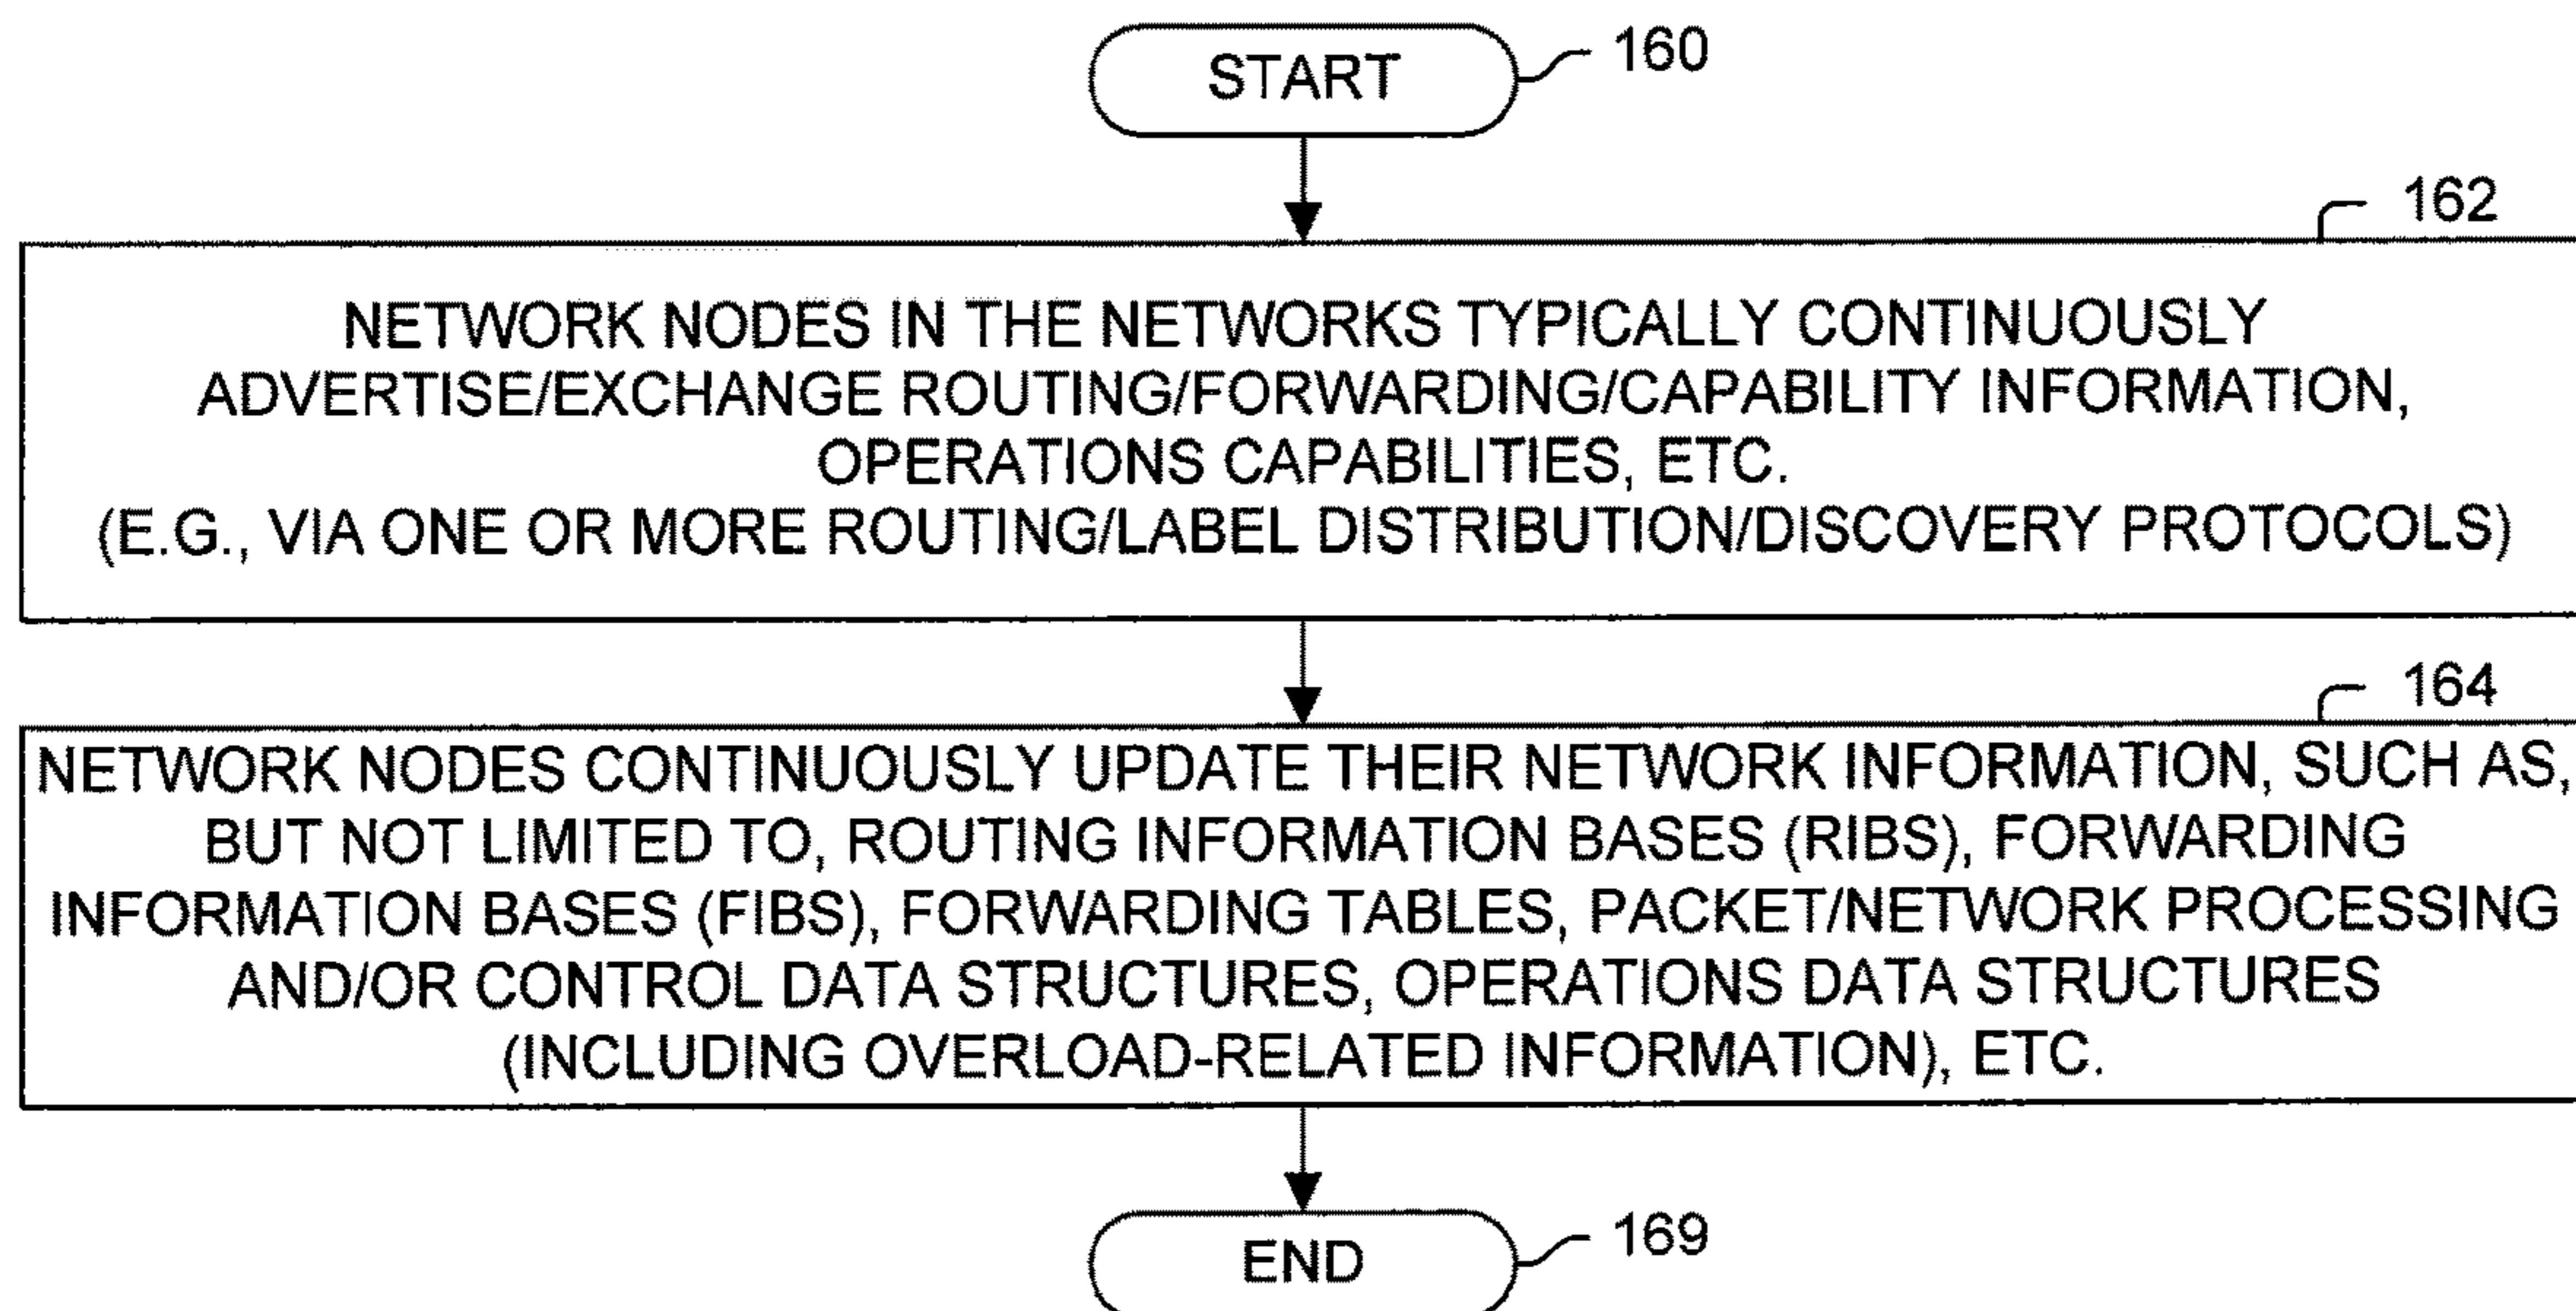 START
160
162
NETWORK NODES IN THE NETWORKS TYPICALLY CONTINUOUSLY
ADVERTISE/EXCHANGE ROUTING/FORWARDING/CAPABILITY INFORMATION,
OPERATIONS CAPABILITIES, ETC.
(E.G., VIA ONE OR MORE ROUTING/LABEL DISTRIBUTION/DISCOVERY PROTOCOLS)
164
NETWORK NODES CONTINUOUSLY UPDATE THEIR NETWORK INFORMATION, SUCH AS,
BUT NOT LIMITED TO, ROUTING INFORMATION BASES (RIBS), FORWARDING
INFORMATION BASES (FIBS), FORWARDING TABLES, PACKET/NETWORK PROCESSING
AND/OR CONTROL DATA STRUCTURES, OPERATIONS DATA STRUCTURES
(INCLUDING OVERLOAD-RELATED INFORMATION), ETC.
END
169